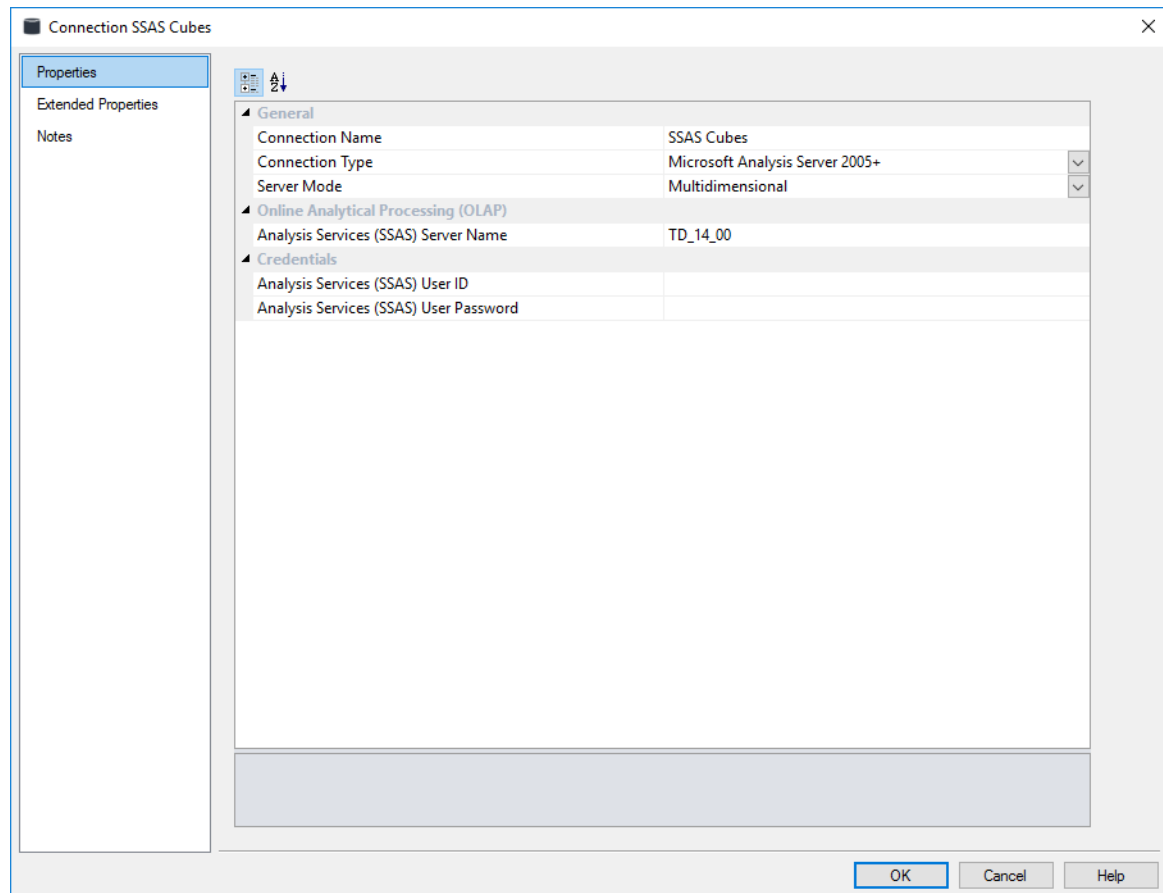 Connection SSAS Cubes
Properties
Extended Properties
Notes
General
Connection Name SSAS Cubes
Connection Type Microsoft Analysis Server 2005+
Server Mode Multidimensional
Online Analytical Processing (OLAP)
Analysis Services (SSAS) Server Name TD_14_00
Credentials
Analysis Services (SSAS) User ID
Analysis Services (SSAS) User Password
OK Cancel Help